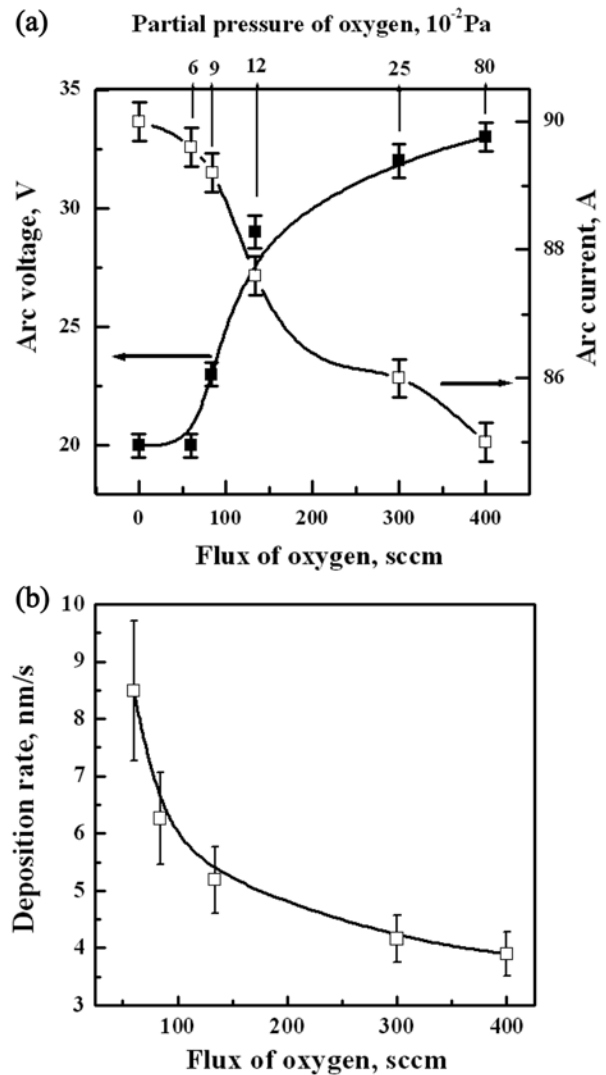 (a)
Partial pressure of oxygen, 10⁻²Pa
6 9 12 25 80
35
30
25
20
Arc voltage, V
90
88
86
Arc current, A
0 100 200 300 400
Flux of oxygen, sccm
(b)
10
9
8
7
6
5
4
3
Deposition rate, nm/s
100 200 300 400
Flux of oxygen, sccm